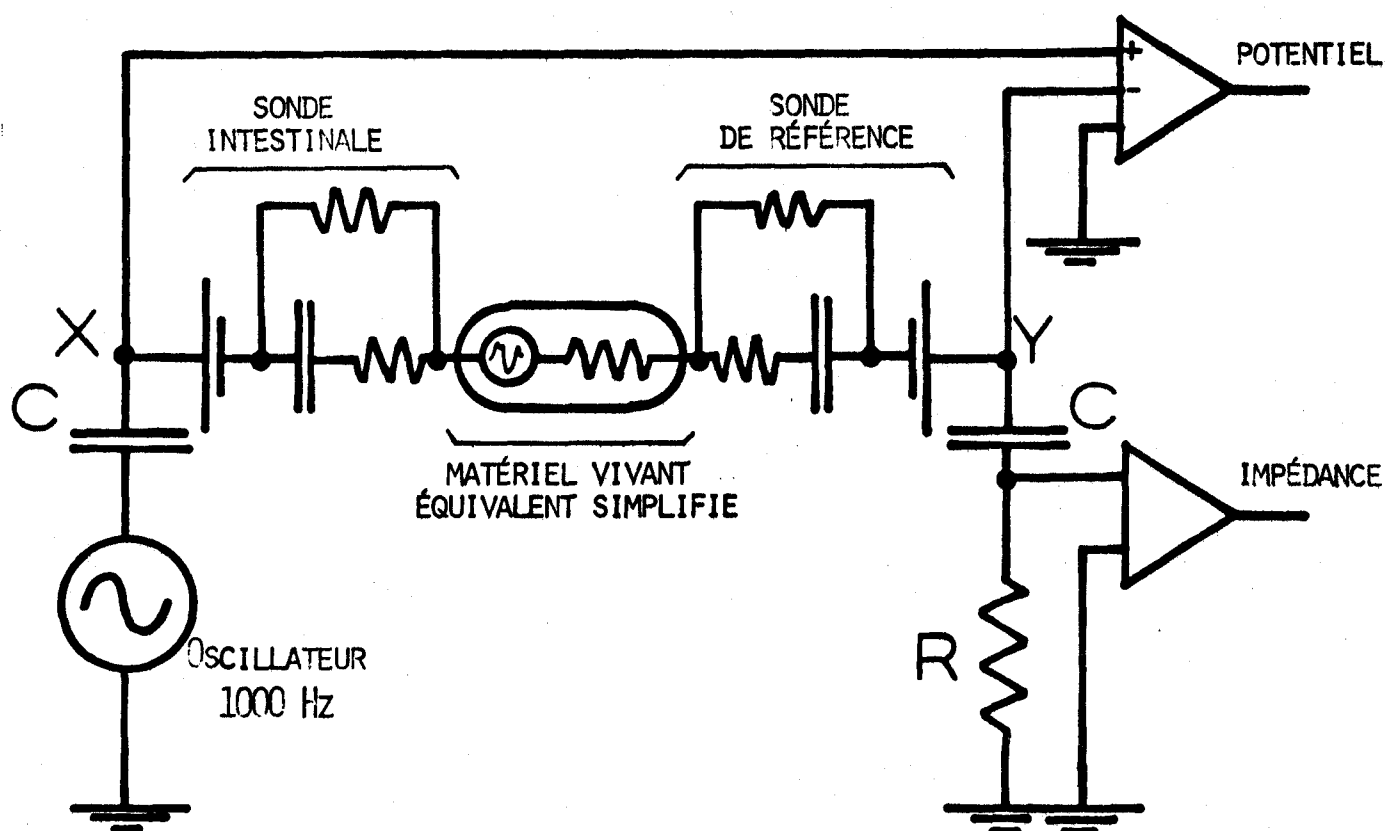 POTENTIEL
+
-
SONDE
INTESTINALE
SONDE
DE RÉFÉRENCE
X
Y
C
C
MATÉRIEL VIVANT
ÉQUIVALENT SIMPLIFIE
IMPÉDANCE
R
OSCILLATEUR
1000 Hz